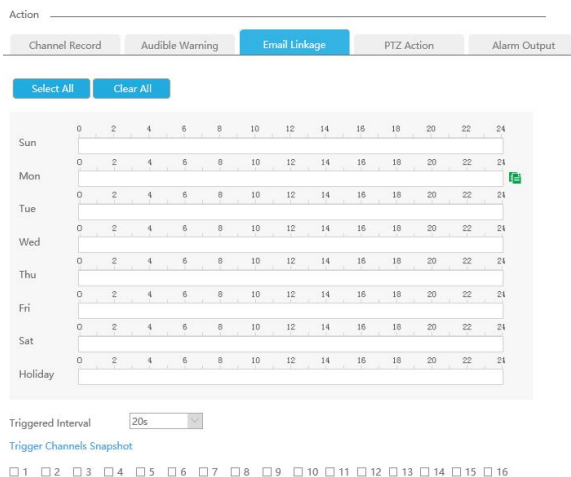 Action
Channel Record Audible Warning Email Linkage PTZ Action Alarm Output
Select All Clear All
0 2 4 6 8 10 12 14 16 18 20 22 24
Sun
0 2 4 6 8 10 12 14 16 18 20 22 24
Mon
0 2 4 6 8 10 12 14 16 18 20 22 24
Tue
0 2 4 6 8 10 12 14 16 18 20 22 24
Wed
0 2 4 6 8 10 12 14 16 18 20 22 24
Thu
0 2 4 6 8 10 12 14 16 18 20 22 24
Fri
0 2 4 6 8 10 12 14 16 18 20 22 24
Sat
0 2 4 6 8 10 12 14 16 18 20 22 24
Holiday
Triggered Interval 20s
Trigger Channels Snapshot
1 2 3 4 5 6 7 8 9 10 11 12 13 14 15 16